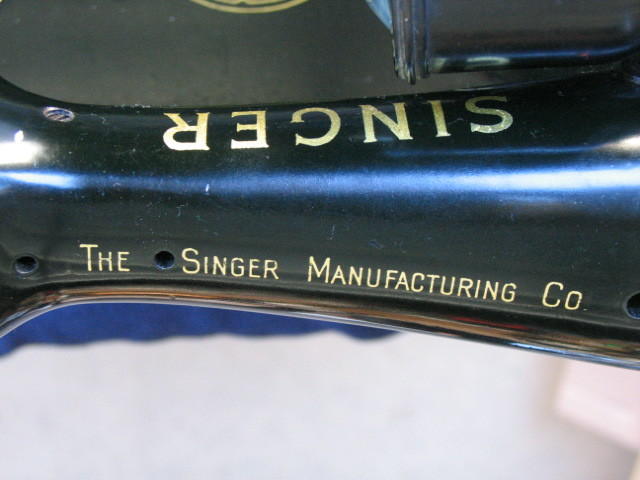 SINGER
THE SINGER MANUFACTURING CO